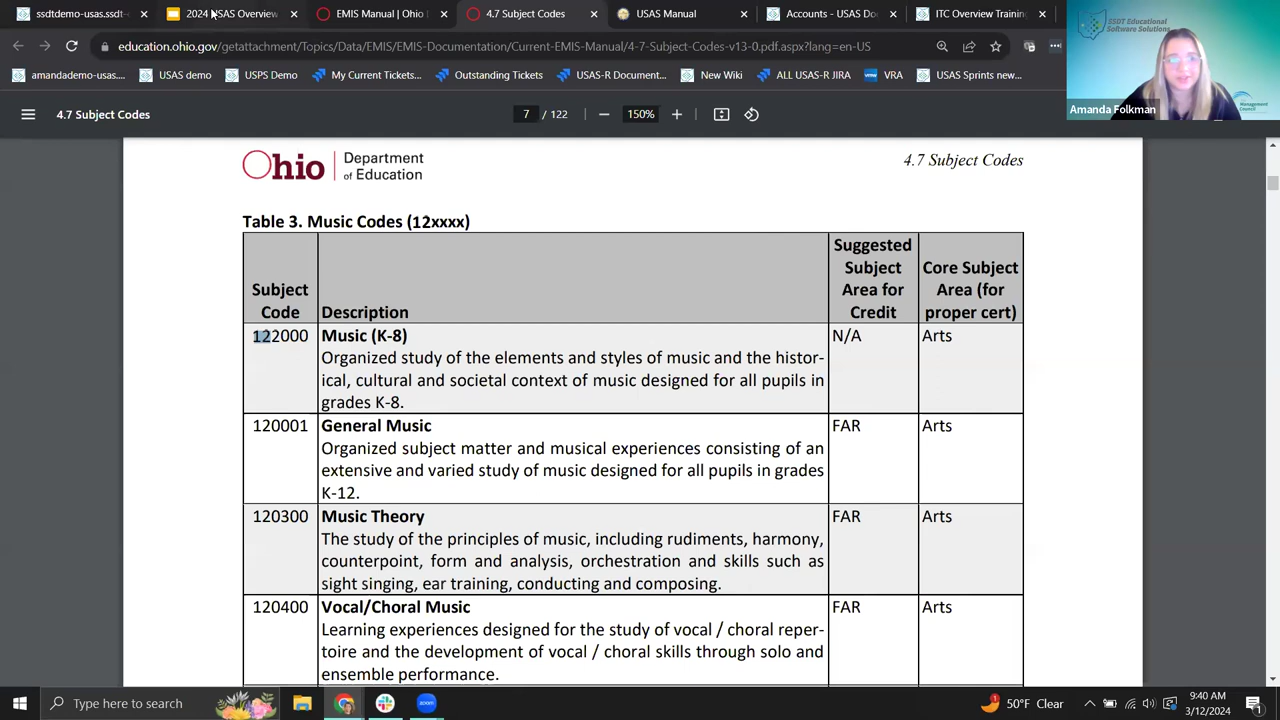 ssdtdemo-usas.ssdt-
2024 USAS Overview
EMIS Manual | Ohio
4.7 Subject Codes
USAS Manual
Accounts - USAS Do
ITC Overview Training
education.ohio.gov/getattachment/Topics/Data/EMIS/EMIS-Documentation/Current-EMIS-Manual/4-7-Subject-Codes-v13-0.pdf.aspx?lang=en-US
amandademo-usas...
USAS demo
USPS Demo
My Current Tickets...
Outstanding Tickets
USAS-R Document...
New Wiki
ALL USAS-R JIRA
VRA
USAS Sprints new...
SSDT Educational
Software Solutions
Management
Council
Amanda Folkman
4.7 Subject Codes
7 / 22
150%
Ohio | Department
of Education
4.7 Subject Codes
Table 3. Music Codes (12xxxx)
Subject
Code
Description
Suggested
Subject
Area for
Credit
Core Subject
Area (for
proper cert)
122000 Music (K-8) N/A Arts
Organized study of the elements and styles of music and the histor-
ical, cultural and societal context of music designed for all pupils in
grades K-8.
120001 General Music FAR Arts
Organized subject matter and musical experiences consisting of an
extensive and varied study of music designed for all pupils in grades
K-12.
120300 Music Theory FAR Arts
The study of the principles of music, including rudiments, harmony,
counterpoint, form and analysis, orchestration and skills such as
sight singing, ear training, conducting and composing.
120400 Vocal/Choral Music FAR Arts
Learning experiences designed for the study of vocal / choral reper-
toire and the development of vocal / choral skills through solo and
ensemble performance.
Type here to search
zoom
50°F Clear
9:40 AM
3/12/2024
1